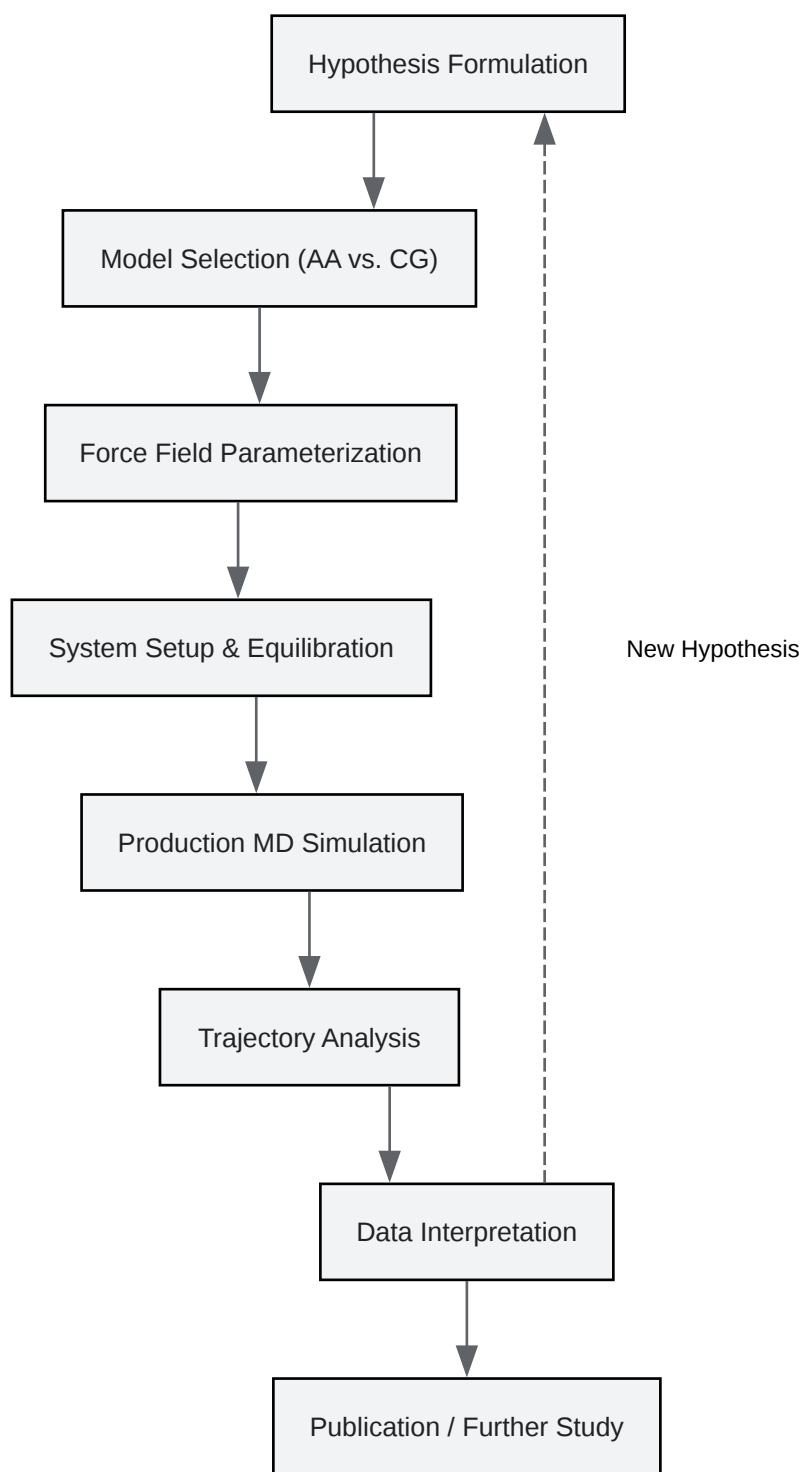 Hypothesis Formulation
Model Selection (AA vs. CG)
Force Field Parameterization
System Setup & Equilibration
New Hypothesis
Production MD Simulation
Trajectory Analysis
Data Interpretation
Publication / Further Study